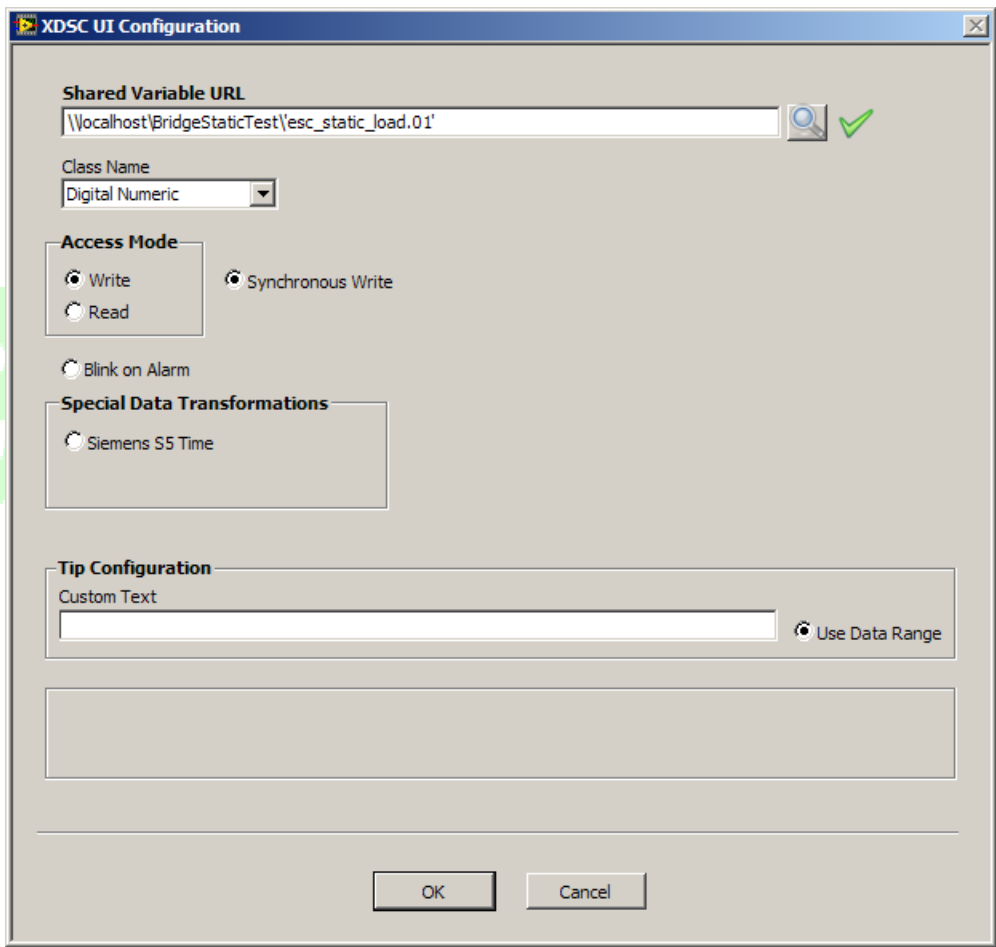 XDSC UI Configuration
Shared Variable URL
\\localhost\BridgeStaticTest\'esc_static_load.01'
Class Name
Digital Numeric
Access Mode
Write
Synchronous Write
Read
Blink on Alarm
Special Data Transformations
Siemens S5 Time
Tip Configuration
Custom Text
Use Data Range
OK Cancel